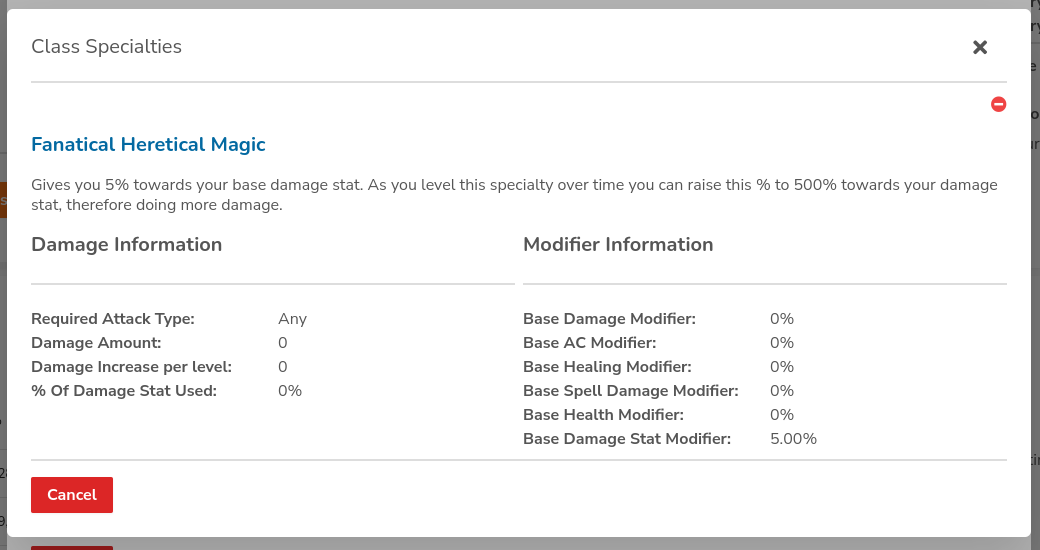 Class Specialties
Fanatical Heretical Magic
Gives you 5% towards your base damage stat. As you level this specialty over time you can raise this % to 500% towards your damage
stat, therefore doing more damage.
Damage Information
Modifier Information
Required Attack Type: Any
Damage Amount: 0
Damage Increase per level: 0
% Of Damage Stat Used: 0%
Base Damage Modifier: 0%
Base AC Modifier: 0%
Base Healing Modifier: 0%
Base Spell Damage Modifier: 0%
Base Health Modifier: 0%
Base Damage Stat Modifier: 5.00%
Cancel